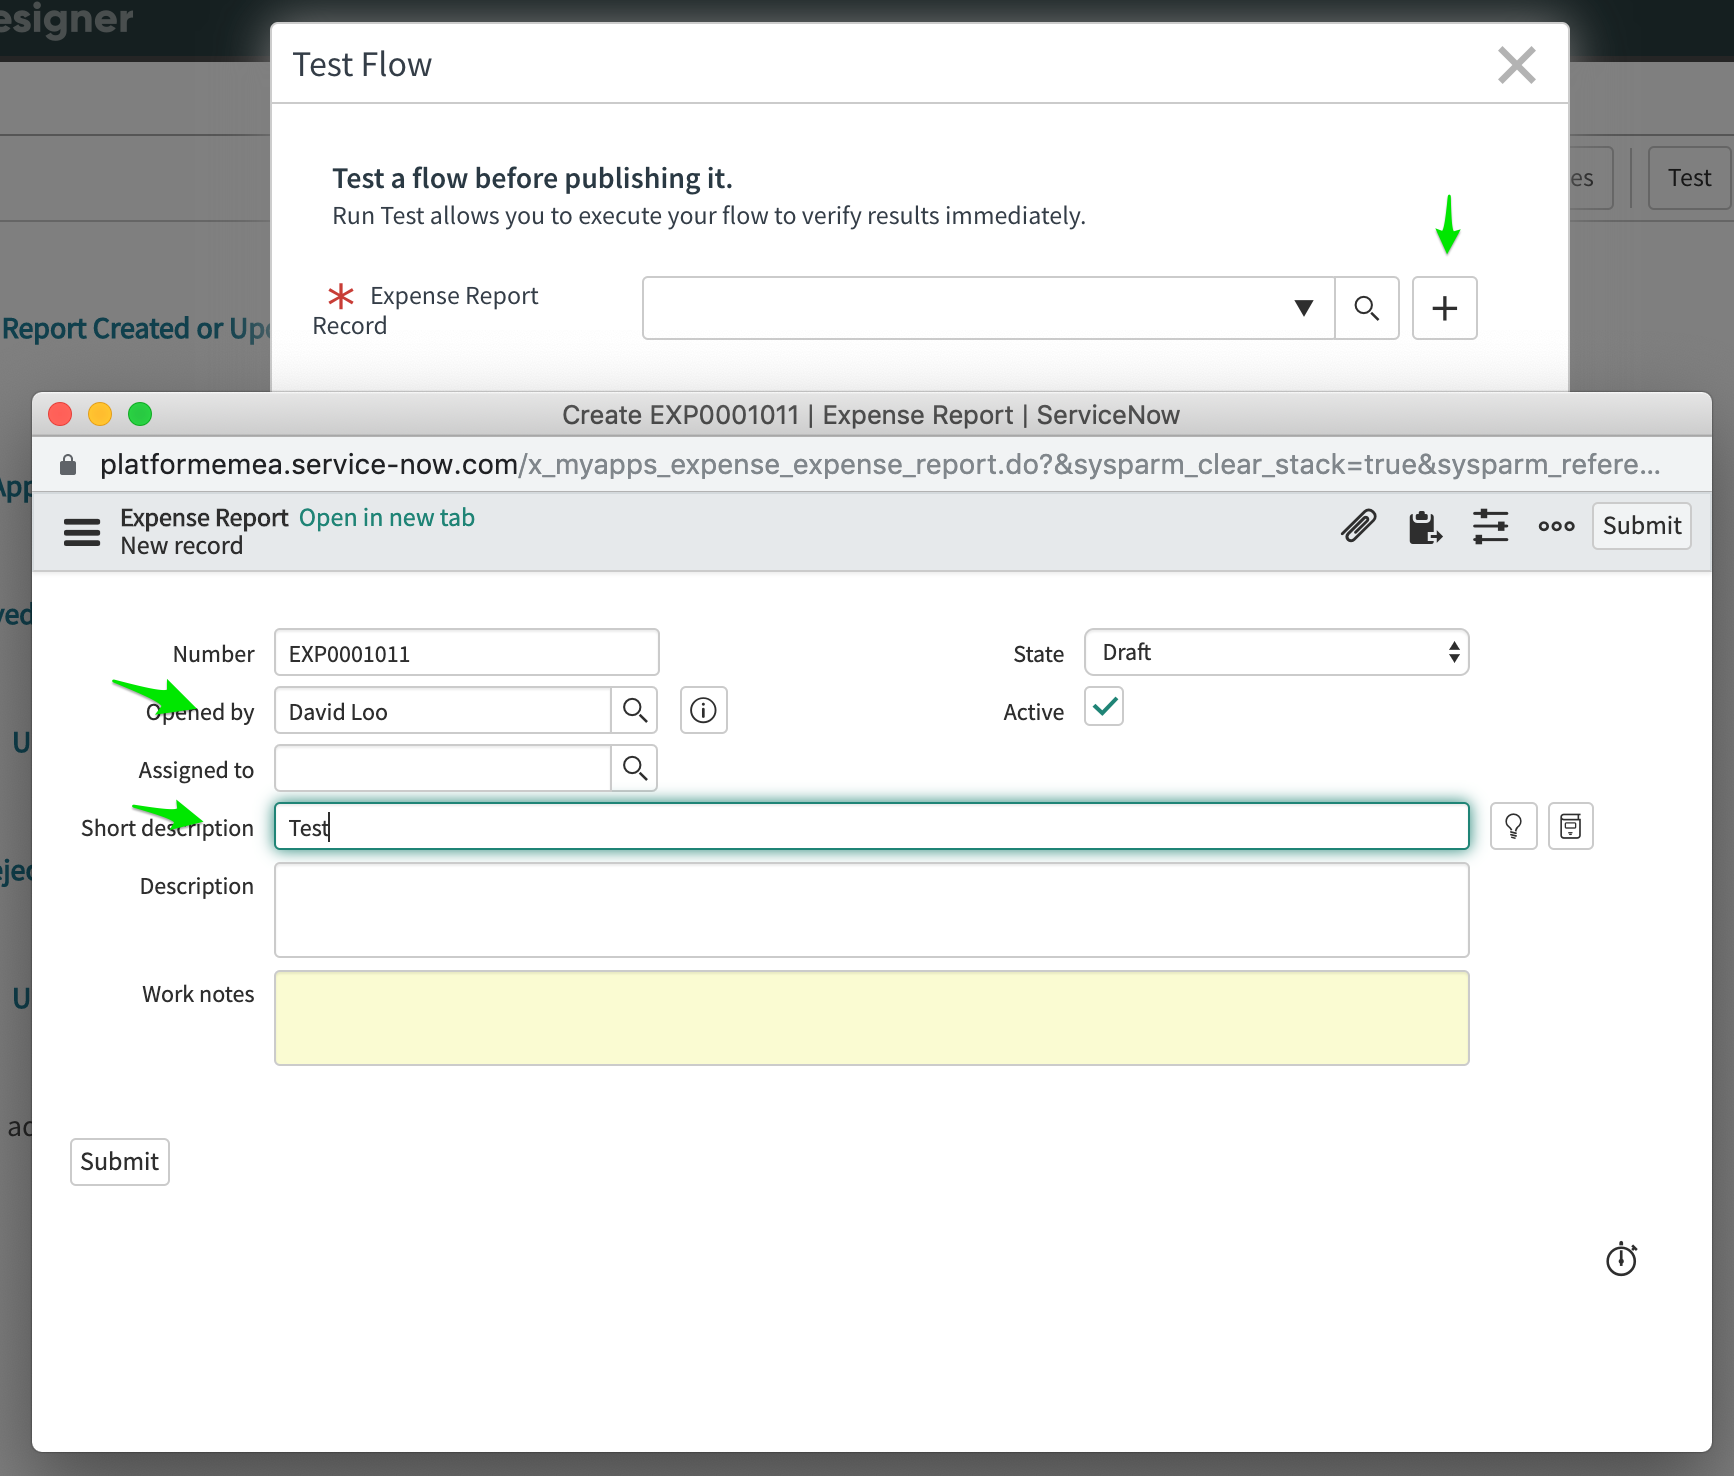 esigner
Test Flow
Test a flow before publishing it.
Run Test allows you to execute your flow to verify results immediately.
es
Test
Expense Report
Record
Report Created or Upd
Create EXP0001011 | Expense Report | ServiceNow
platformemea.service-now.com/x_myapps_expense_expense_report.do?&sysparm_clear_stack=true&sysparm_refere...
App
Expense Report Open in new tab
New record
Submit
ved
Number EXP0001011
State Draft
Opened by David Loo
Active
U
Assigned to
Short description Test
ejec
Description
Work notes
U
ac
Submit